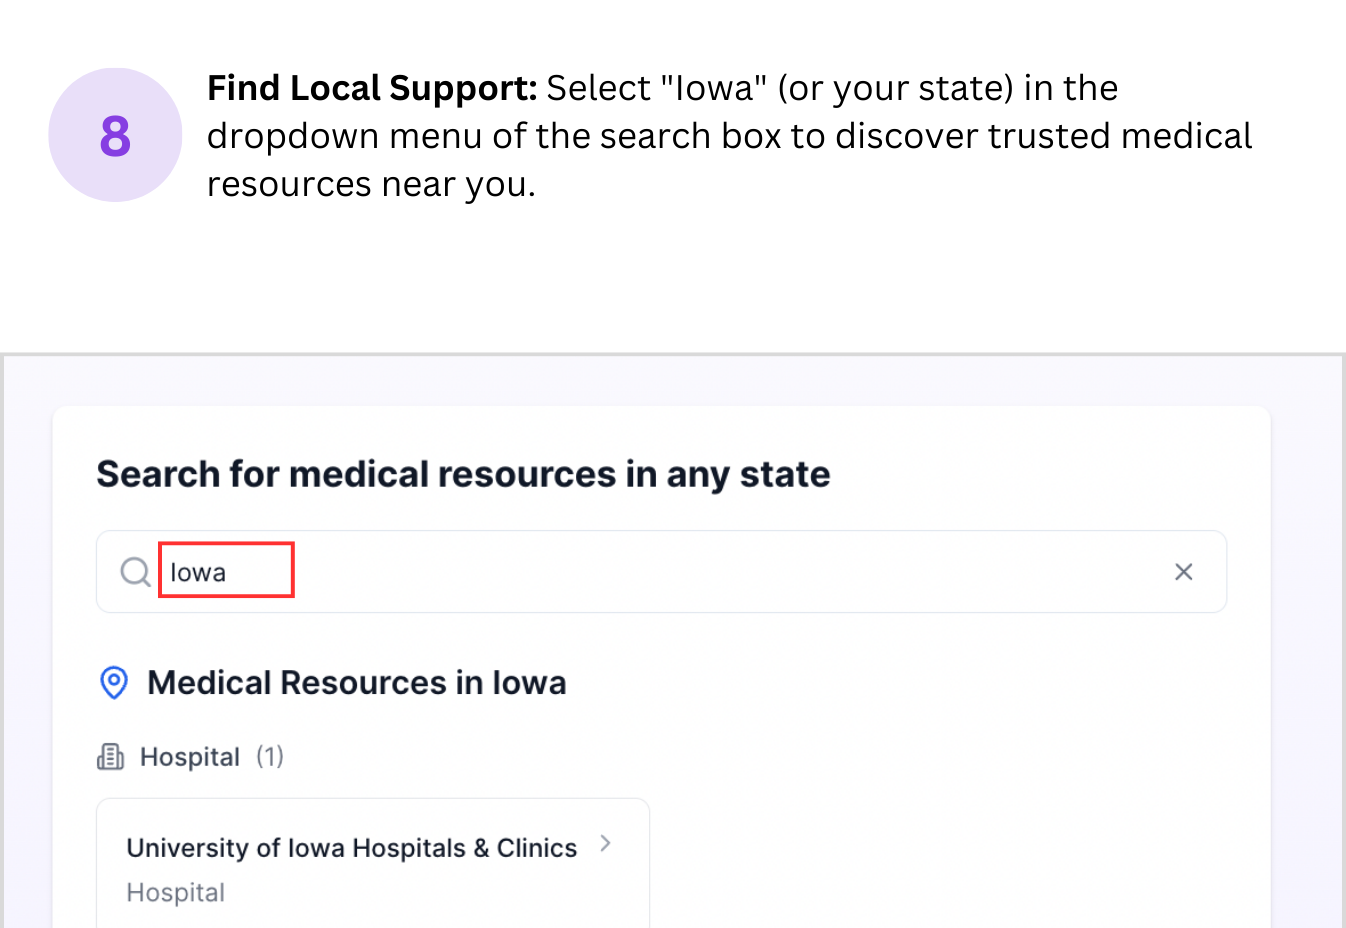 8
Find Local Support: Select "Iowa" (or your state) in the
dropdown menu of the search box to discover trusted medical
resources near you.
Search for medical resources in any state
Iowa
Medical Resources in Iowa
Hospital (1)
University of Iowa Hospitals & Clinics
Hospital